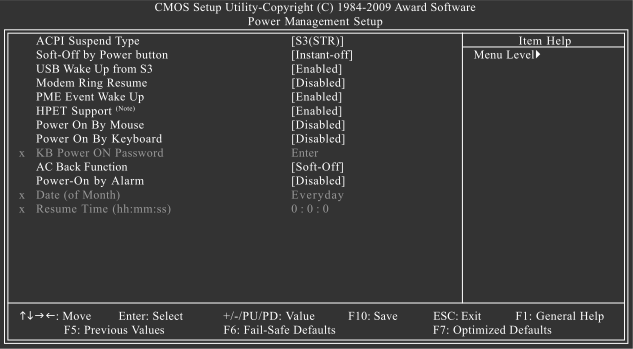 CMOS Setup Utility-Copyright (C) 1984-2009 Award Software
Power Management Setup
ACPI Suspend Type [S3(STR)] Item Help
Soft-Off by Power button [Instant-off] Menu Level▶
USB Wake Up from S3 [Enabled]
Modem Ring Resume [Disabled]
PME Event Wake Up [Enabled]
HPET Support (Note) [Enabled]
Power On By Mouse [Disabled]
Power On By Keyboard [Disabled]
x KB Power ON Password Enter
AC Back Function [Soft-Off]
Power-On by Alarm [Disabled]
x Date (of Month) Everyday
x Resume Time (hh:mm:ss) 0 : 0 : 0
↑↓→←: Move Enter: Select +/-/PU/PD: Value F10: Save ESC: Exit F1: General Help
F5: Previous Values F6: Fail-Safe Defaults F7: Optimized Defaults